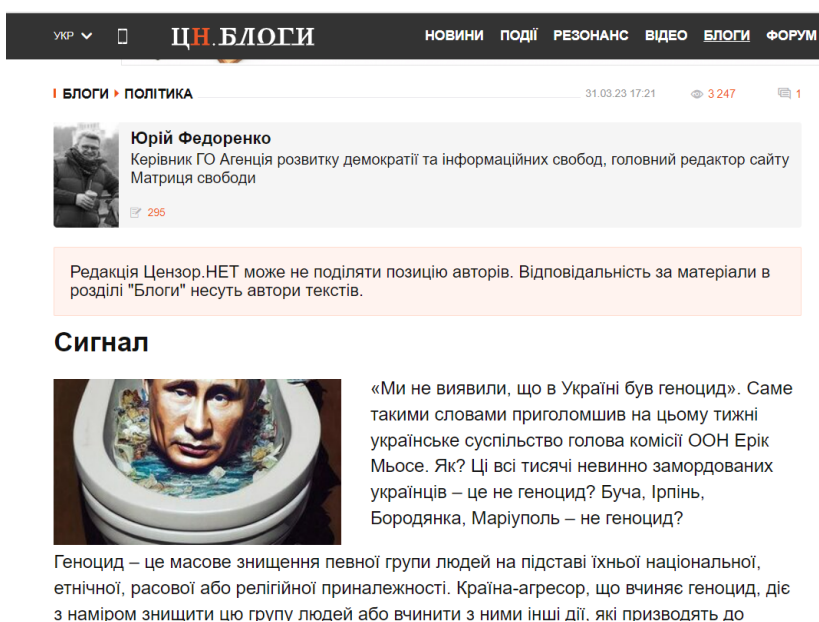 УКР
ЦН.БЛОГИ
НОВИНИ ПОДІЇ РЕЗОНАНС ВІДЕО БЛОГИ ФОРУМ
БЛОГИ ПОЛІТИКА
31.03.23 17:21 3 247 1
Юрій Федоренко
Керівник ГО Агенція розвитку демократії та інформаційних свобод, головний редактор сайту
Матриця свободи
295
Редакція Цензор.НЕТ може не поділяти позицію авторів. Відповідальність за матеріали в
розділі "Блоги" несуть автори текстів.
Сигнал
«Ми не виявили, що в Україні був геноцид». Саме
такими словами приголомшив на цьому тижні
українське суспільство голова комісії ООН Ерік
Мьосе. Як? Ці всі тисячі невинно замордованих
українців – це не геноцид? Буча, Ірпінь,
Бородянка, Маріуполь – не геноцид?
Геноцид – це масове знищення певної групи людей на підставі їхньої національної,
етнічної, расової або релігійної приналежності. Країна-агресор, що вчиняє геноцид, діє
з наміром знищити цю групу людей або вчинити з ними інші дії, які призводять до